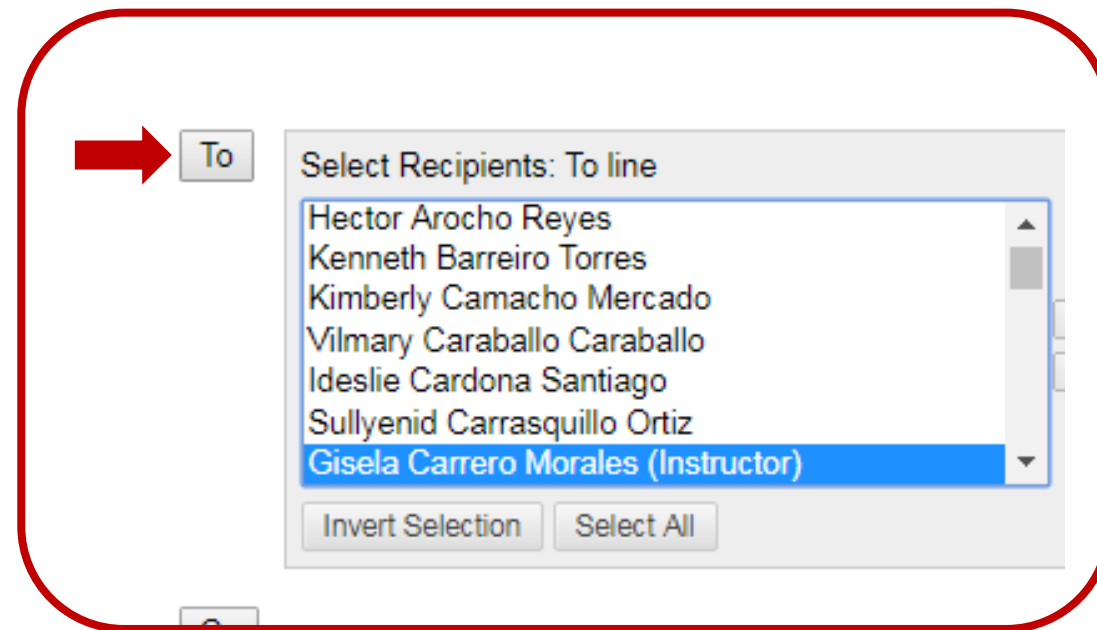 To
Select Recipients: To line
Hector Arocho Reyes
Kenneth Barreiro Torres
Kimberly Camacho Mercado
Vilmary Caraballo Caraballo
Ideslie Cardona Santiago
Sullyenid Carrasquillo Ortiz
Gisela Carrero Morales (Instructor)
Invert Selection Select All